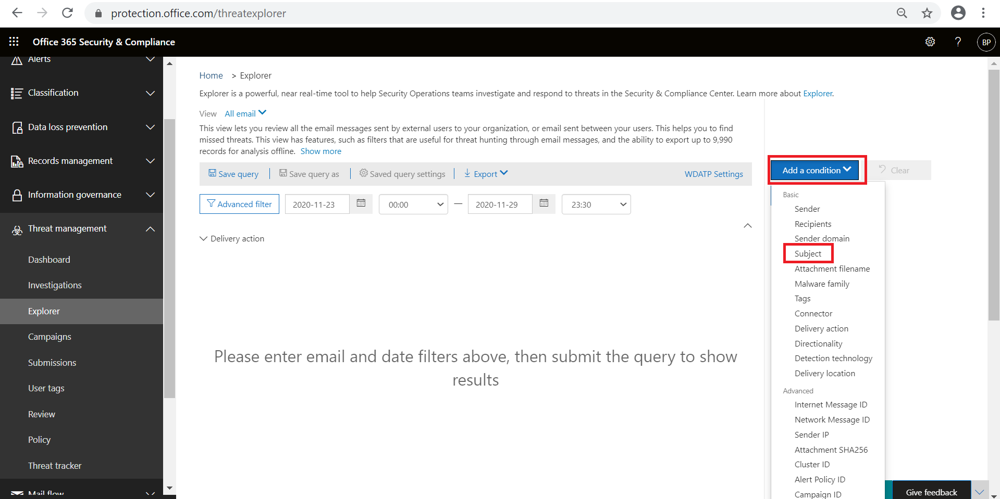 protection.office.com/threatexplorer
Office 365 Security & Compliance
?
BP
Alerts
Classification
Data loss prevention
Records management
Information governance
Threat management
Dashboard
Investigations
Explorer
Campaigns
Submissions
User tags
Review
Policy
Threat tracker
Mail flow
Home > Explorer
Explorer is a powerful, near real-time tool to help Security Operations teams investigate and respond to threats in the Security & Compliance Center. Learn more about Explorer.
View All email
This view lets you review all the email messages sent by external users to your organization, or email sent between your users. This helps you to find
missed threats. This view has features, such as filters that are useful for threat hunting through email messages, and the ability to export up to 9,990
records for analysis offline. Show more
Save query | Save query as | Saved query settings | Export WDATP Settings
Advanced filter 2020-11-23 00:00 — 2020-11-29 23:30
Delivery action
Please enter email and date filters above, then submit the query to show
results
Add a condition Clear
Basic
Sender
Recipients
Sender domain
Subject
Attachment filename
Malware family
Tags
Connector
Delivery action
Directionality
Detection technology
Delivery location
Advanced
Internet Message ID
Network Message ID
Sender IP
Attachment SHA256
Cluster ID
Alert Policy ID
Campaign ID
Give feedback